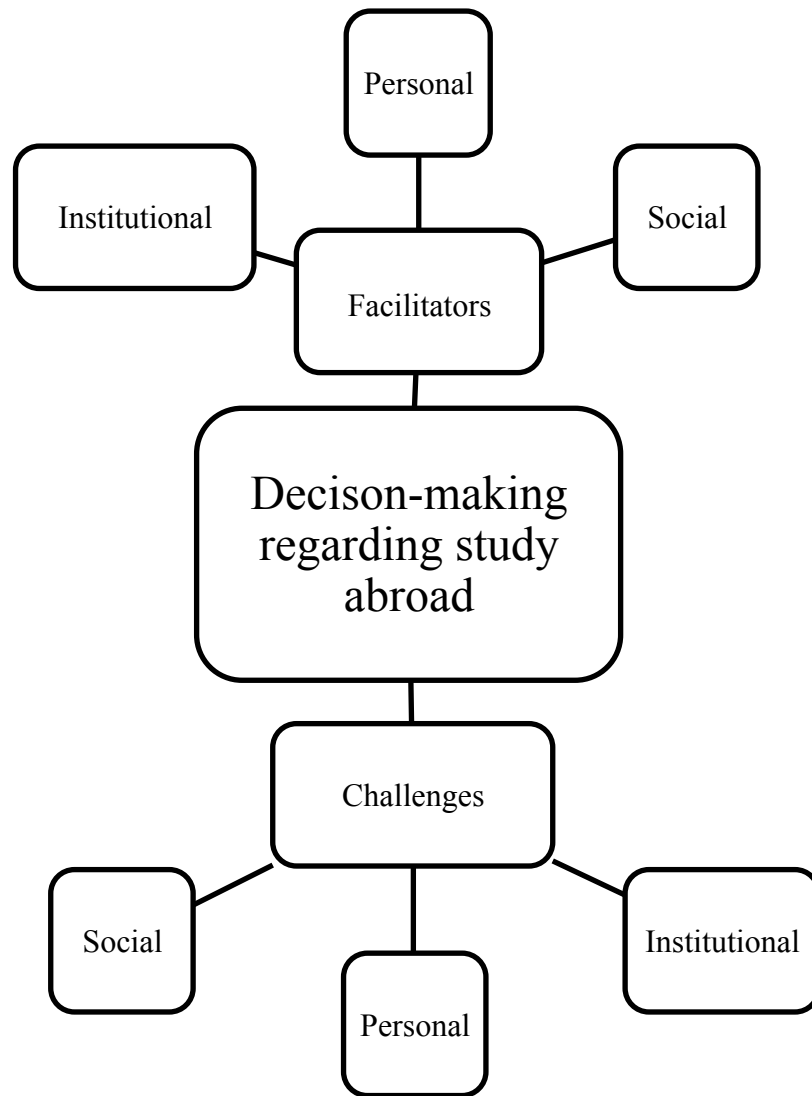 Personal
Institutional
Social
Facilitators
Decison-making
regarding study
abroad
Challenges
Social
Institutional
Personal